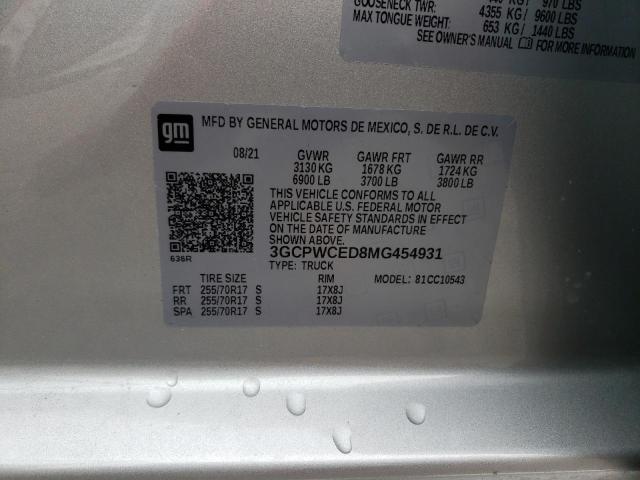 970 LBS
GOOSENECK TWR: 4355 KG / 9600 LBS
MAX TONGUE WEIGHT: 653 KG / 1440 LBS
SEE OWNER'S MANUAL FOR MORE INFORMATION
gm
MFD BY GENERAL MOTORS DE MEXICO, S. DE R.L. DE C.V.
08/21 GVWR GAWR FRT GAWR RR
3130 KG 1678 KG 1724 KG
6900 LB 3700 LB 3800 LB
THIS VEHICLE CONFORMS TO ALL
APPLICABLE U.S. FEDERAL MOTOR
VEHICLE SAFETY STANDARDS IN EFFECT
ON THE DATE OF MANUFACTURE
SHOWN ABOVE.
636R
3GCPWCED8MG454931
TYPE: TRUCK
TIRE SIZE RIM MODEL: 81CC10543
FRT 255/70R17 S 17X8J
RR 255/70R17 S 17X8J
SPA 255/70R17 S 17X8J